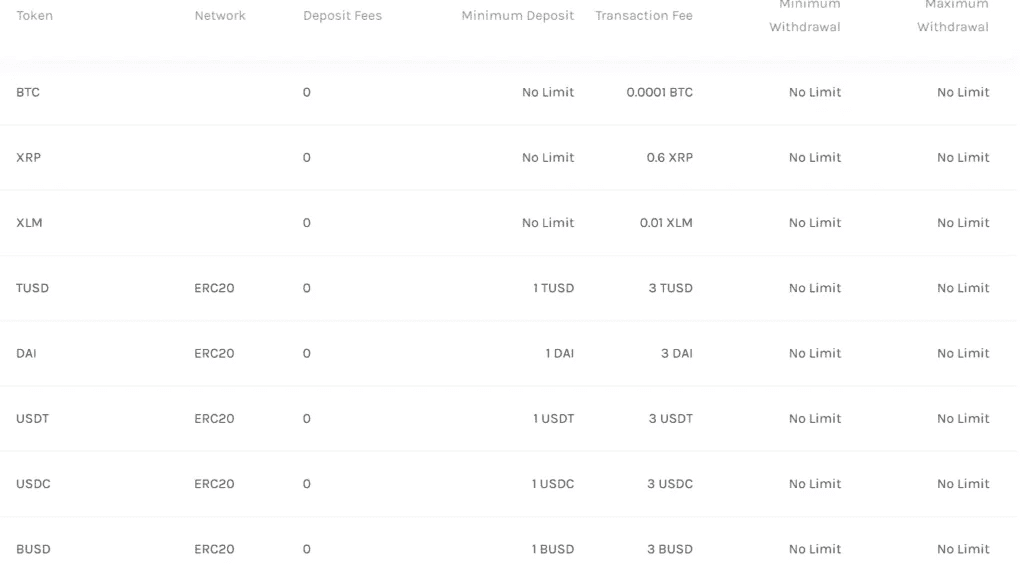 Token Network Deposit Fees Minimum Deposit Transaction Fee Minimum Withdrawal Maximum Withdrawal
BTC 0 No Limit 0.0001 BTC No Limit No Limit
XRP 0 No Limit 0.6 XRP No Limit No Limit
XLM 0 No Limit 0.01 XLM No Limit No Limit
TUSD ERC20 0 1 TUSD 3 TUSD No Limit No Limit
DAI ERC20 0 1 DAI 3 DAI No Limit No Limit
USDT ERC20 0 1 USDT 3 USDT No Limit No Limit
USDC ERC20 0 1 USDC 3 USDC No Limit No Limit
BUSD ERC20 0 1 BUSD 3 BUSD No Limit No Limit